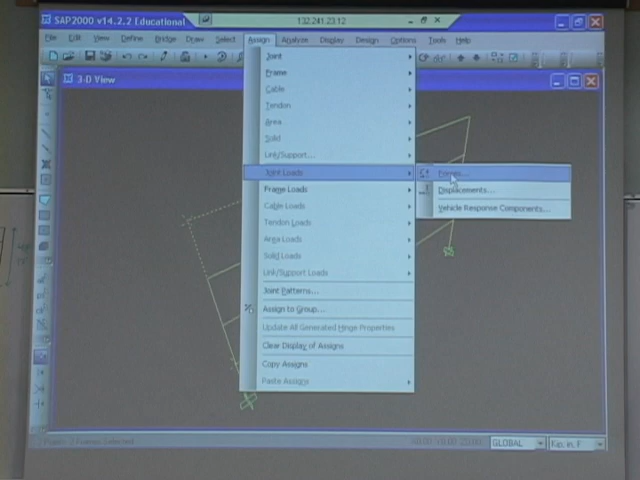 SAP2000 v14.2.2 Educational
132.241.23.12
File Edit View Define Bridge Draw Select Assign Analyze Display Design Options Tools Help
3-D View
Joint
Frame
Cable
Tendon
Area
Solid
Link/Support...
Joint Loads
Forces...
Displacements...
Vehicle Response Components...
Frame Loads
Cable Loads
Tendon Loads
Area Loads
Solid Loads
Link/Support Loads
Joint Patterns...
Assign to Group...
Update All Generated Hinge Properties
Clear Display of Assigns
Copy Assigns
Paste Assigns
GLOBAL
Kip, in, F